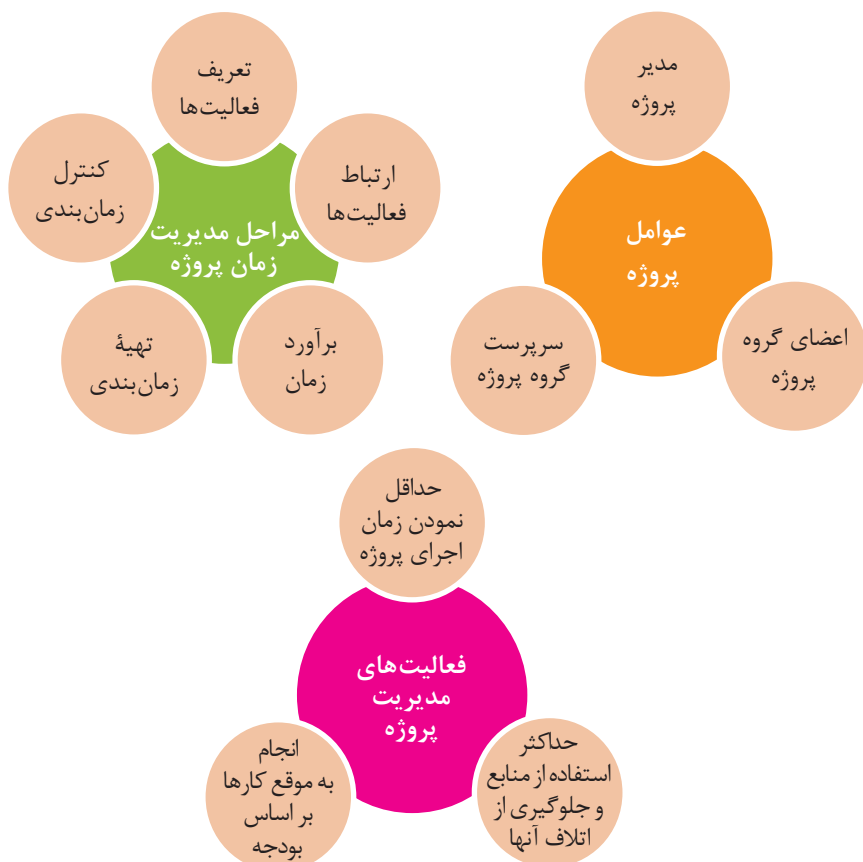 مدیر
پروژه
عوامل
پروژه
اعضای گروه
پروژه
سرپرست
گروه پروژه
تعریف
فعالیت‌ها
ارتباط
فعالیت‌ها
مراحل مدیریت
زمان پروژه
برآورد
زمان
تهیۀ
زمان‌بندی
کنترل
زمان‌بندی
حداقل
نمودن زمان
اجرای پروژه
فعالیت‌های
مدیریت
پروژه
حداکثر
استفاده از منابع
و جلوگیری از
اتلاف آنها
انجام
به موقع کارها
بر اساس
بودجه